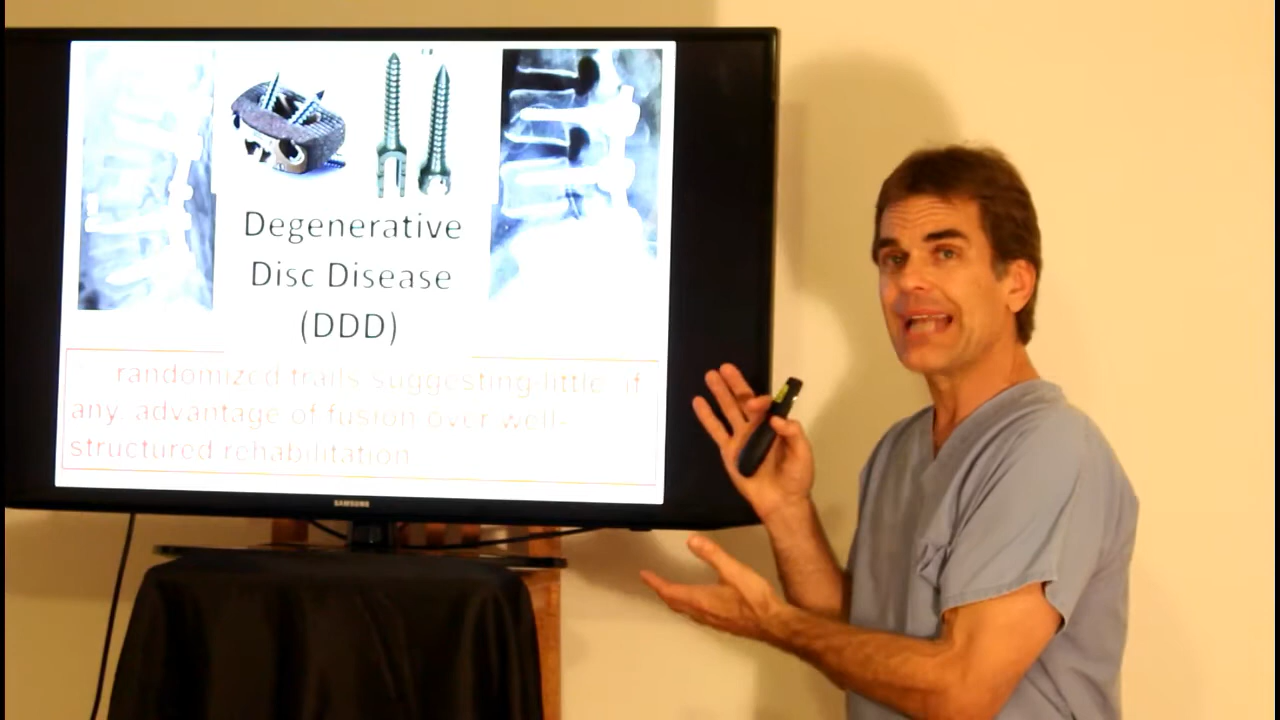 Degenerative
Disc Disease
(DDD)
randomized trails suggesting little, if
any, advantage of fusion over well-
structured rehabilitation
SAMSUNG